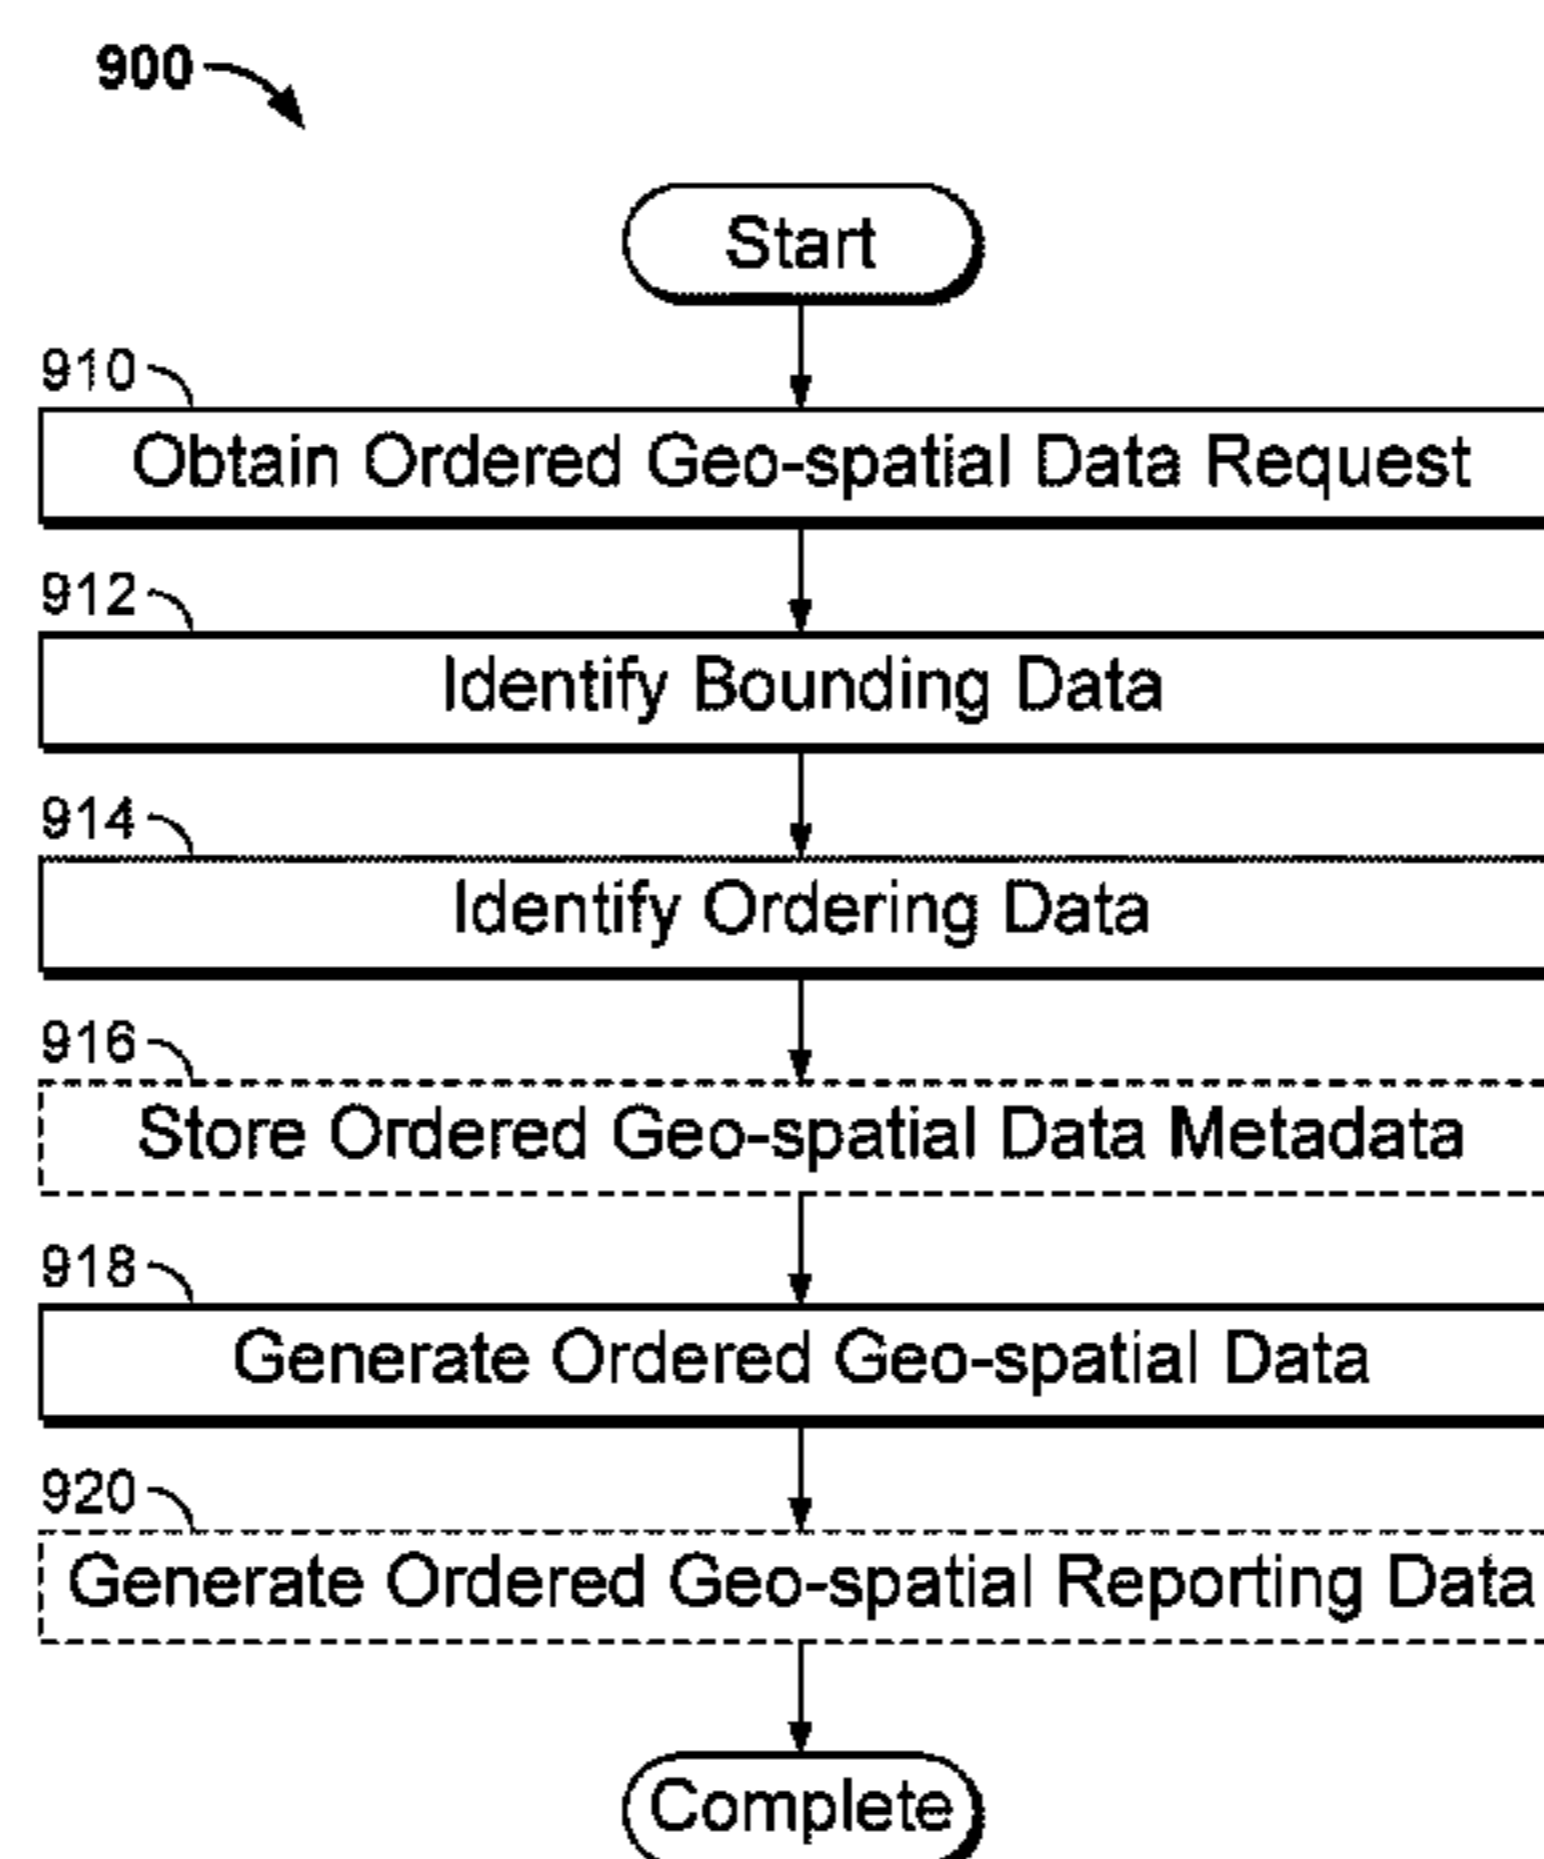 900
Start
910
Obtain Ordered Geo-spatial Data Request
912
Identify Bounding Data
914
Identify Ordering Data
916
Store Ordered Geo-spatial Data Metadata
918
Generate Ordered Geo-spatial Data
920
Generate Ordered Geo-spatial Reporting Data
Complete